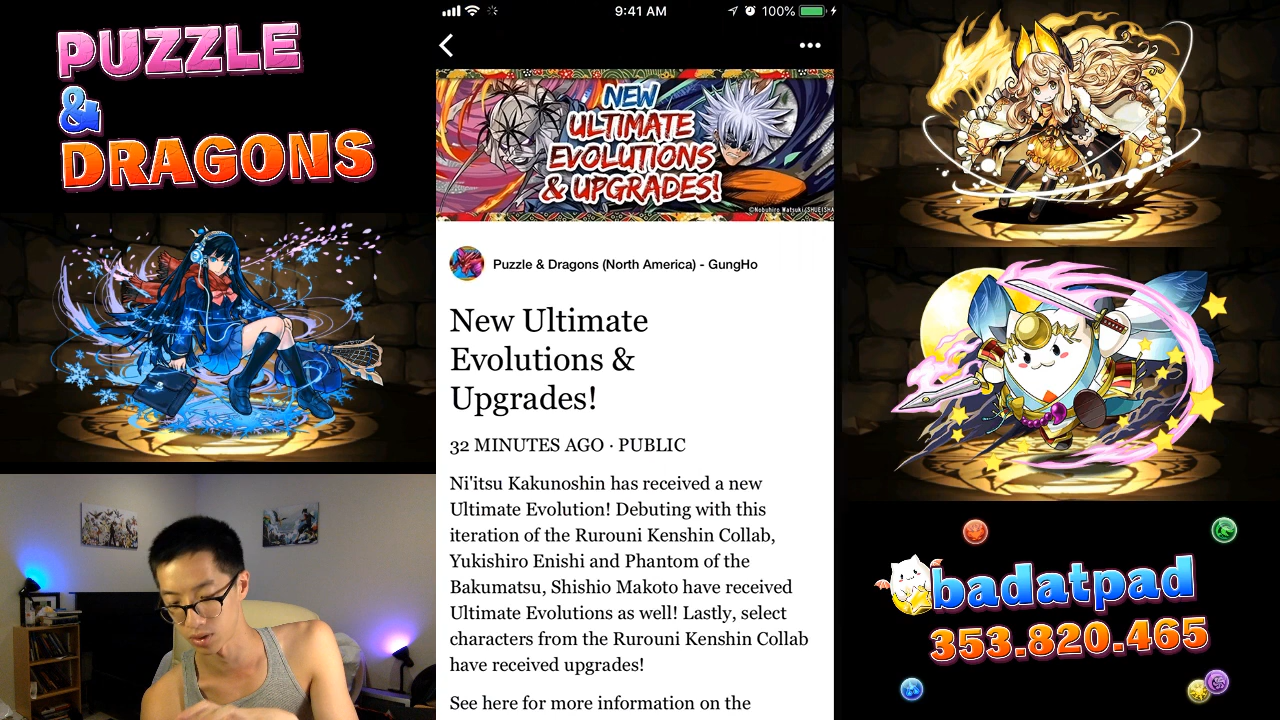 PUZZLE
&
DRAGONS
9:41 AM
100%
NEW
ULTIMATE
EVOLUTIONS
& UPGRADES!
©Nobuhiro Watsuki/SHUEISHA
Puzzle & Dragons (North America) - GungHo
New Ultimate
Evolutions &
Upgrades!
32 MINUTES AGO · PUBLIC
Ni'itsu Kakunoshin has received a new
Ultimate Evolution! Debuting with this
iteration of the Rurouni Kenshin Collab,
Yukishiro Enishi and Phantom of the
Bakumatsu, Shishio Makoto have received
Ultimate Evolutions as well! Lastly, select
characters from the Rurouni Kenshin Collab
have received upgrades!
See here for more information on the
badatpad
353.820.465